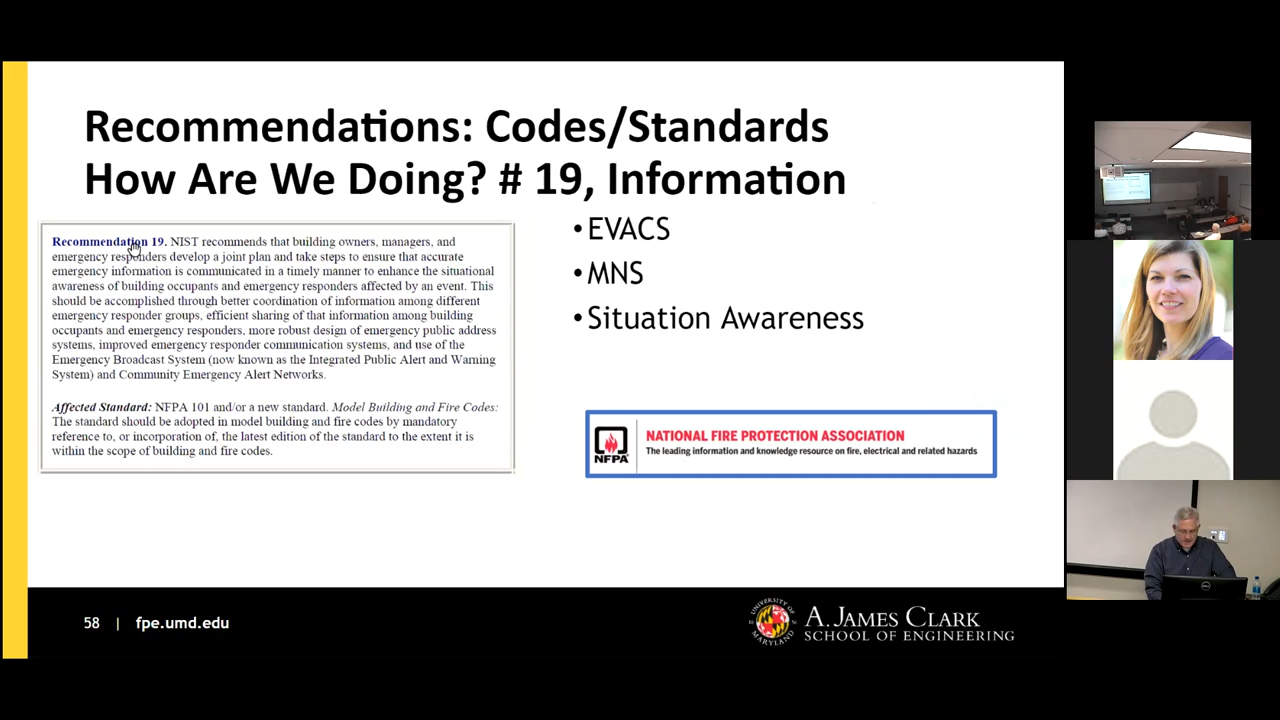 Recommendations: Codes/Standards
How Are We Doing? # 19, Information
Recommendation 19. NIST recommends that building owners, managers, and
emergency responders develop a joint plan and take steps to ensure that accurate
emergency information is communicated in a timely manner to enhance the situational
awareness of building occupants and emergency responders affected by an event. This
should be accomplished through better coordination of information among different
emergency responder groups, efficient sharing of that information among building
occupants and emergency responders, more robust design of emergency public address
systems, improved emergency responder communication systems, and use of the
Emergency Broadcast System (now known as the Integrated Public Alert and Warning
System) and Community Emergency Alert Networks.
Affected Standard: NFPA 101 and/or a new standard. Model Building and Fire Codes:
The standard should be adopted in model building and fire codes by mandatory
reference to, or incorporation of, the latest edition of the standard to the extent it is
within the scope of building and fire codes.
• EVACS
• MNS
• Situation Awareness
NFPA
NATIONAL FIRE PROTECTION ASSOCIATION
The leading information and knowledge resource on fire, electrical and related hazards
58 | fpe.umd.edu
UNIVERSITY OF
MARYLAND
A. JAMES CLARK
SCHOOL OF ENGINEERING